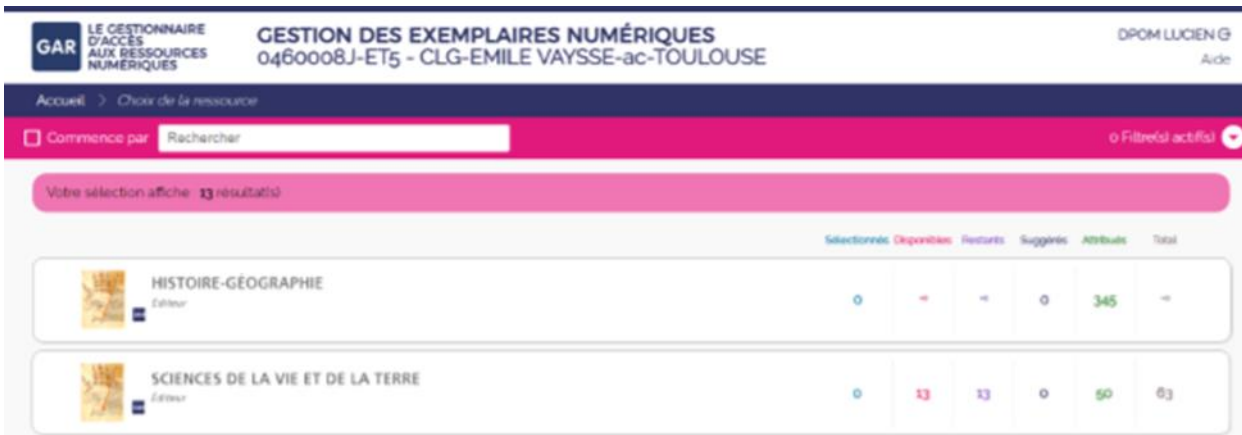 GAR
LE GESTIONNAIRE
D'ACCÈS
AUX RESSOURCES
NUMÉRIQUES
GESTION DES EXEMPLAIRES NUMÉRIQUES
0460008J-ET5 - CLG-EMILE VAYSSE-ac-TOULOUSE
DPOM LUCIEN G
Aide
Accueil > Choix de la ressource
Commence par Rechercher
0 Filtre(s) actif(s)
Votre sélection affiche 13 résultat(s)
Sélectionnés Disponibles Restants Suggérés Attribués Total
HISTOIRE-GÉOGRAPHIE
Éditeur
0 0 345
SCIENCES DE LA VIE ET DE LA TERRE
Éditeur
0 13 13 0 50 63